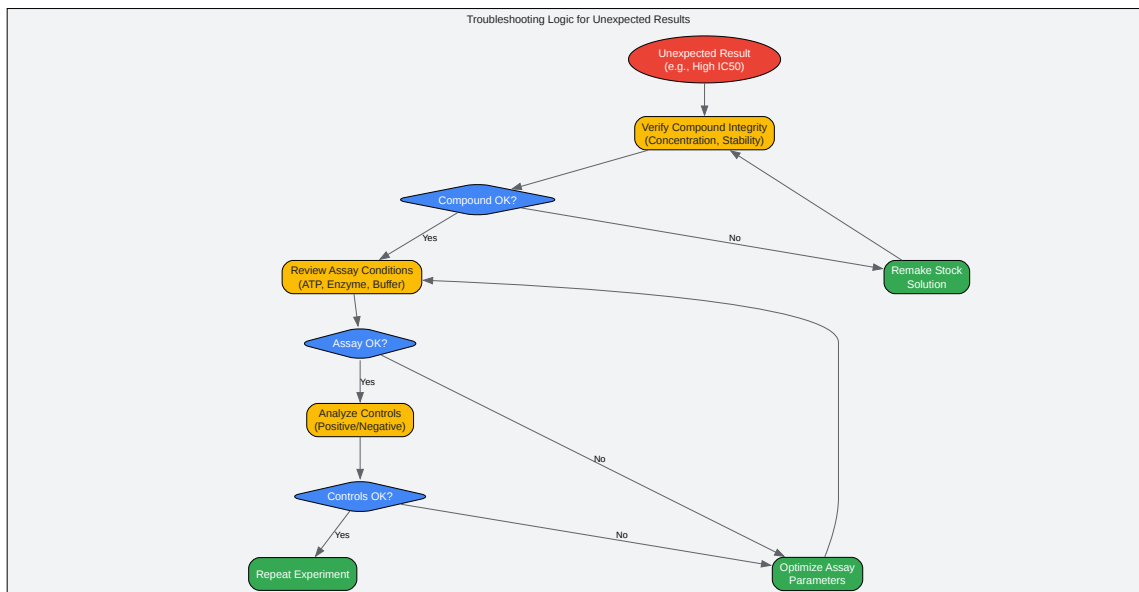 Troubleshooting Logic for Unexpected Results
Unexpected Result
(e.g., High IC50)
Verify Compound Integrity
(Concentration, Stability)
Compound OK?
Yes
No
Review Assay Conditions
(ATP, Enzyme, Buffer)
Remake Stock
Solution
Assay OK?
Yes
Analyze Controls
(Positive/Negative)
No
Controls OK?
Yes
No
Repeat Experiment
Optimize Assay
Parameters